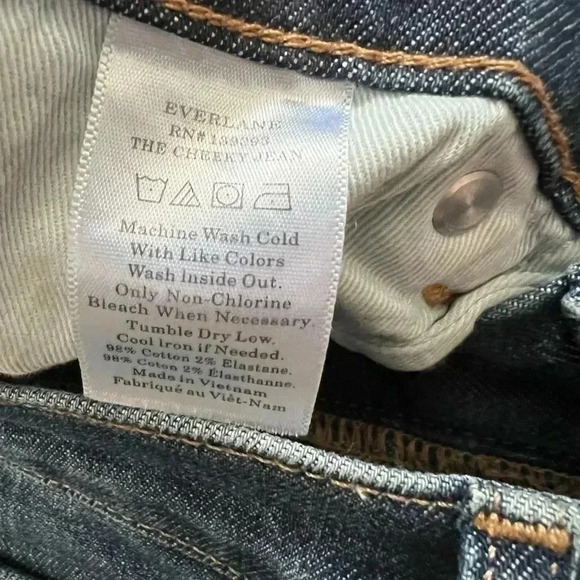 EVERLANE
RN# 139393
THE CHEEKY JEAN
Machine Wash Cold
With Like Colors
Wash Inside Out.
Only Non-Chlorine
Bleach When Necessary.
Tumble Dry Low.
Cool iron if Needed.
98% Cotton 2% Elastane.
98% Coton 2% Élasthanne.
Made in Vietnam
Fabriqué au Viêt-Nam